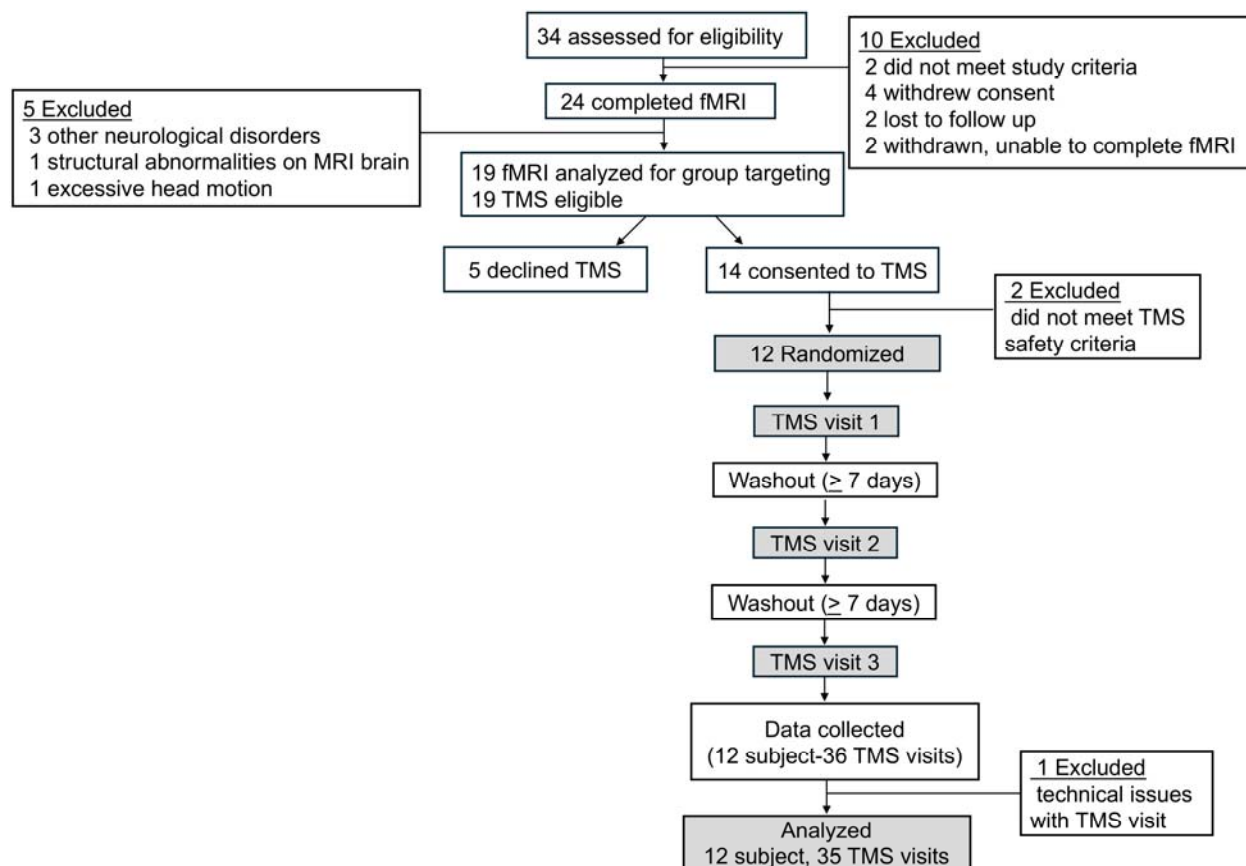 34 assessed for eligibility
10 Excluded
2 did not meet study criteria
4 withdrew consent
2 lost to follow up
2 withdrawn, unable to complete fMRI
24 completed fMRI
5 Excluded
3 other neurological disorders
1 structural abnormalities on MRI brain
1 excessive head motion
19 fMRI analyzed for group targeting
19 TMS eligible
5 declined TMS
14 consented to TMS
2 Excluded
did not meet TMS
safety criteria
12 Randomized
TMS visit 1
Washout (≥ 7 days)
TMS visit 2
Washout (≥ 7 days)
TMS visit 3
Data collected
(12 subject-36 TMS visits)
1 Excluded
technical issues
with TMS visit
Analyzed
12 subject, 35 TMS visits